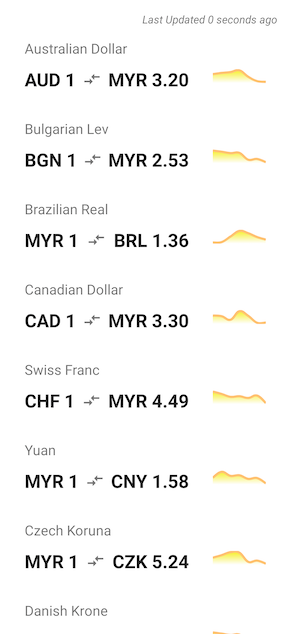 Last Updated 0 seconds ago
Australian Dollar
AUD 1 MYR 3.20
Bulgarian Lev
BGN 1 MYR 2.53
Brazilian Real
MYR 1 BRL 1.36
Canadian Dollar
CAD 1 MYR 3.30
Swiss Franc
CHF 1 MYR 4.49
Yuan
MYR 1 CNY 1.58
Czech Koruna
MYR 1 CZK 5.24
Danish Krone